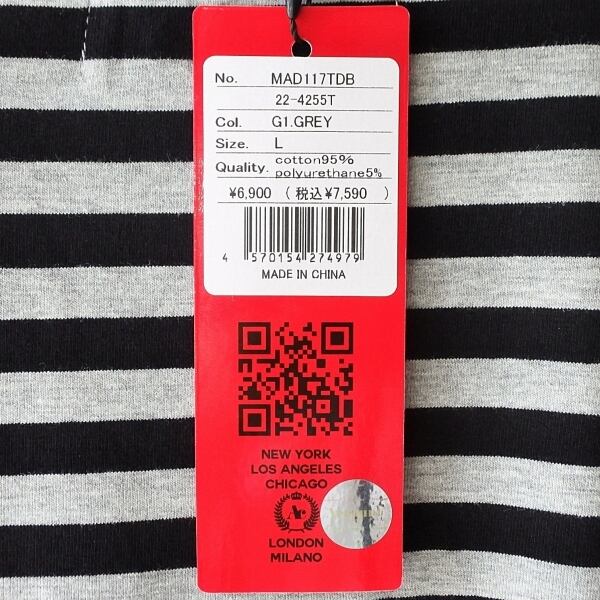 No. MAD117TDB
22-4255T
Col. G1.GREY
Size. L
Quality. cotton95%
polyurethane5%
¥6,900 ( 税込¥7,590 )
4 570154 274979
MADE IN CHINA
NEW YORK
LOS ANGELES
CHICAGO
LONDON
MILANO